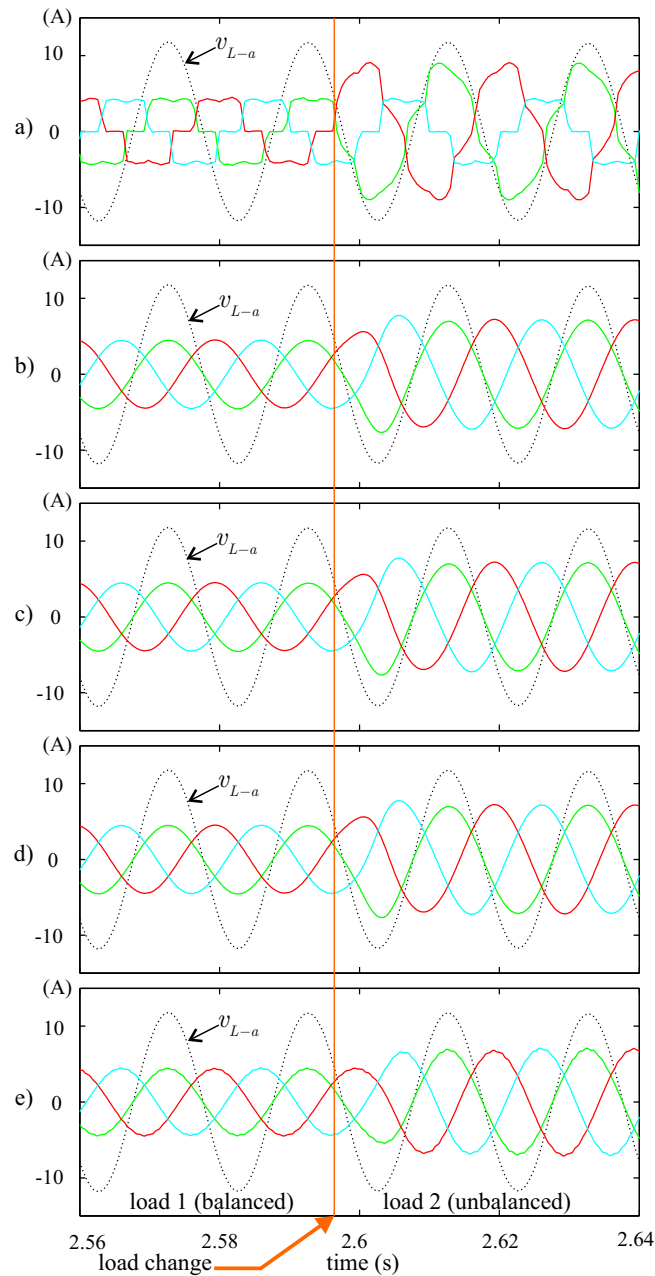 (A)
10
a) 0
-10
v_{L-a}
(A)
10
b) 0
-10
v_{L-a}
(A)
10
c) 0
-10
v_{L-a}
(A)
10
d) 0
-10
v_{L-a}
(A)
10
e) 0
-10
v_{L-a}
load 1 (balanced) load 2 (unbalanced)
2.56 2.58 2.6 2.62 2.64
load change time (s)